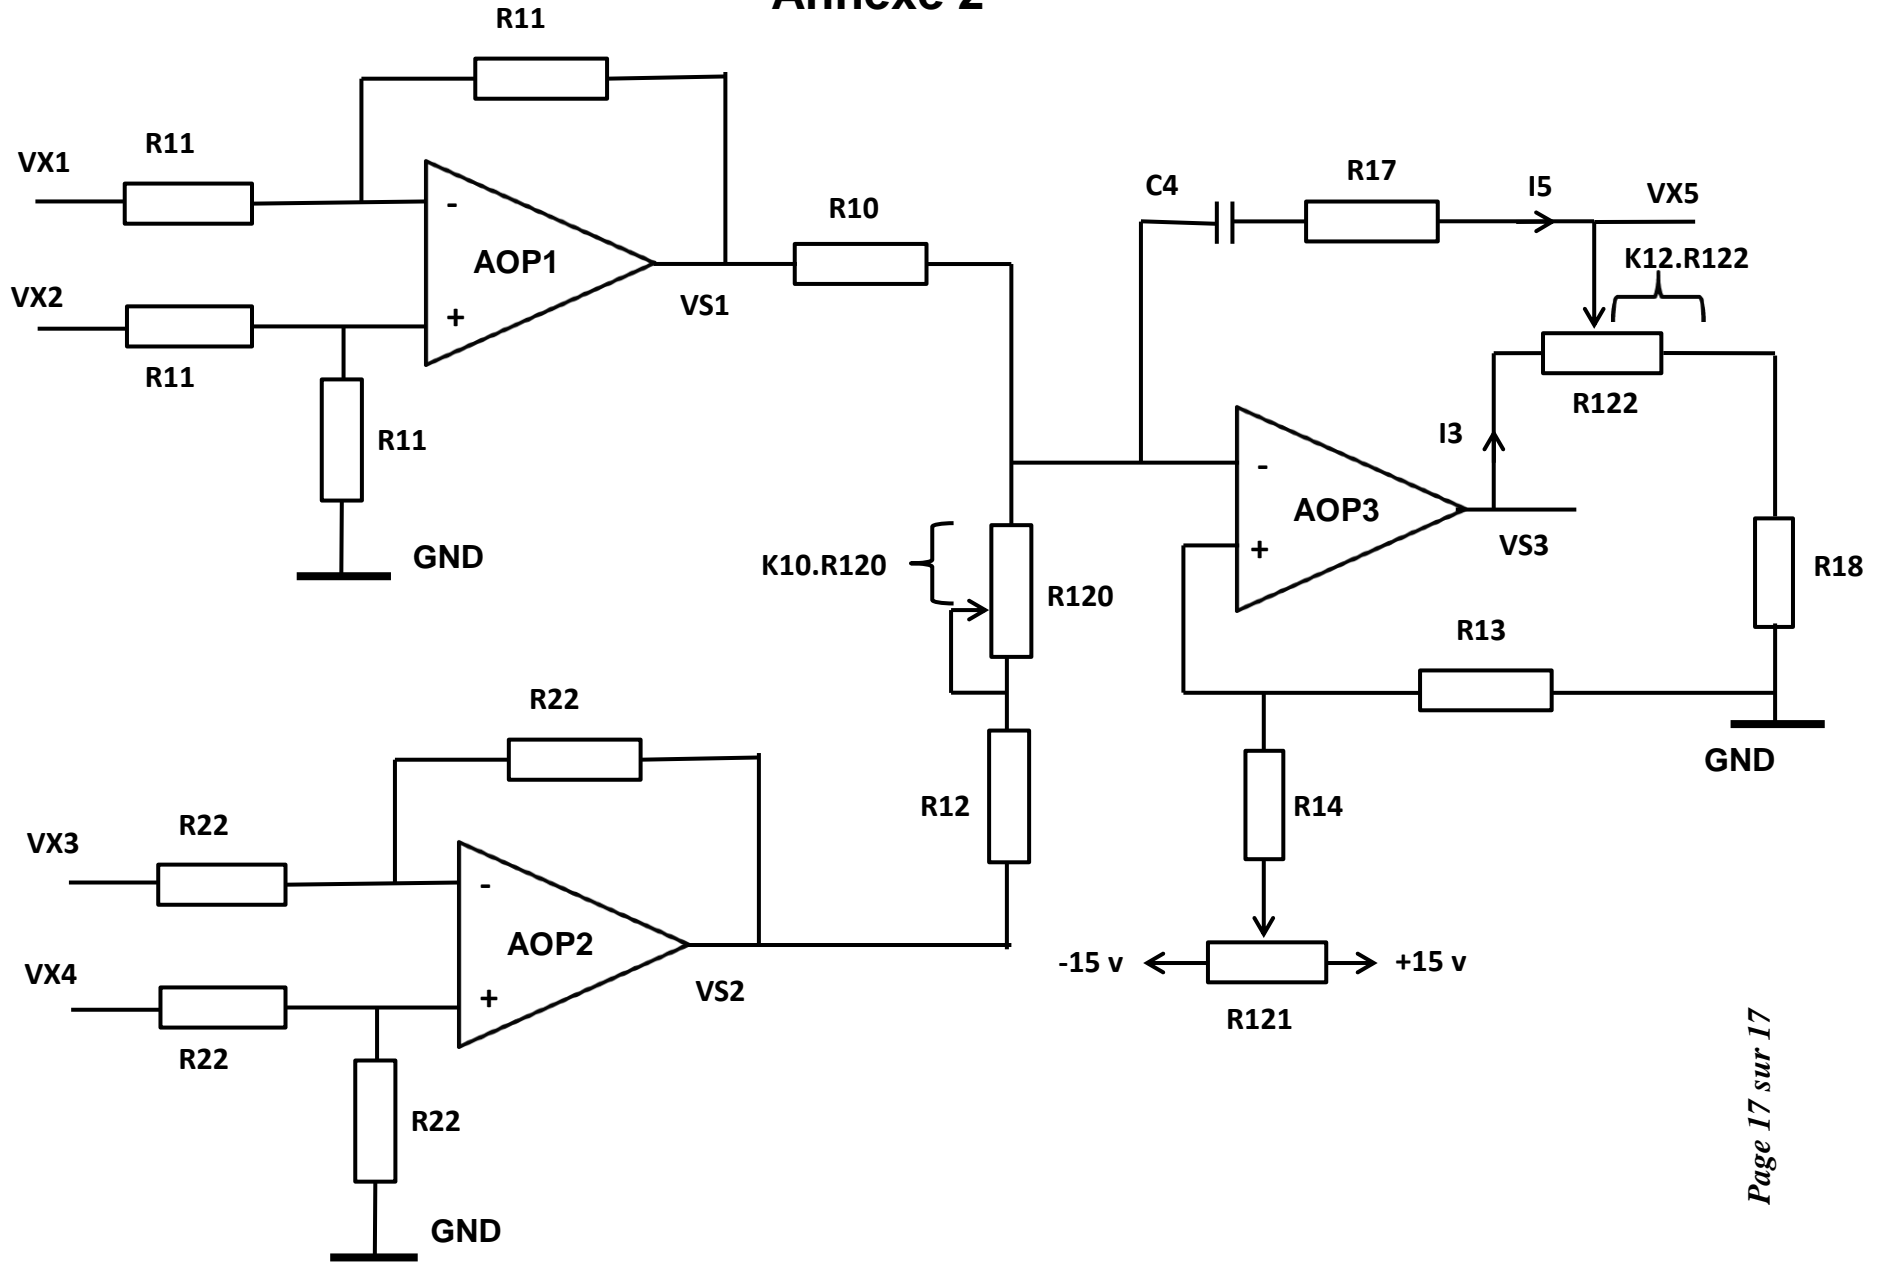 Annexe 2
R11
R11
VX1
-
AOP1
VX2
+
R11
R11
GND
VS1
R10
C4
R17
I5
VX5
K12.R122
R122
I3
-
AOP3
+
VS3
R18
K10.R120
R120
R13
GND
R12
R14
-15 v
+15 v
R121
R22
R22
VX3
-
AOP2
VX4
+
R22
R22
GND
VS2
Page 17 sur 17